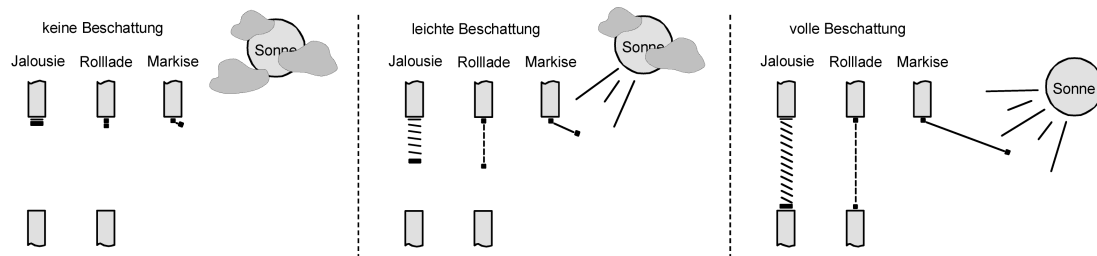 keine Beschattung
Jalousie Rolllade Markise
Sonne
leichte Beschattung
Jalousie Rolllade Markise
Sonne
volle Beschattung
Jalousie Rolllade Markise
Sonne